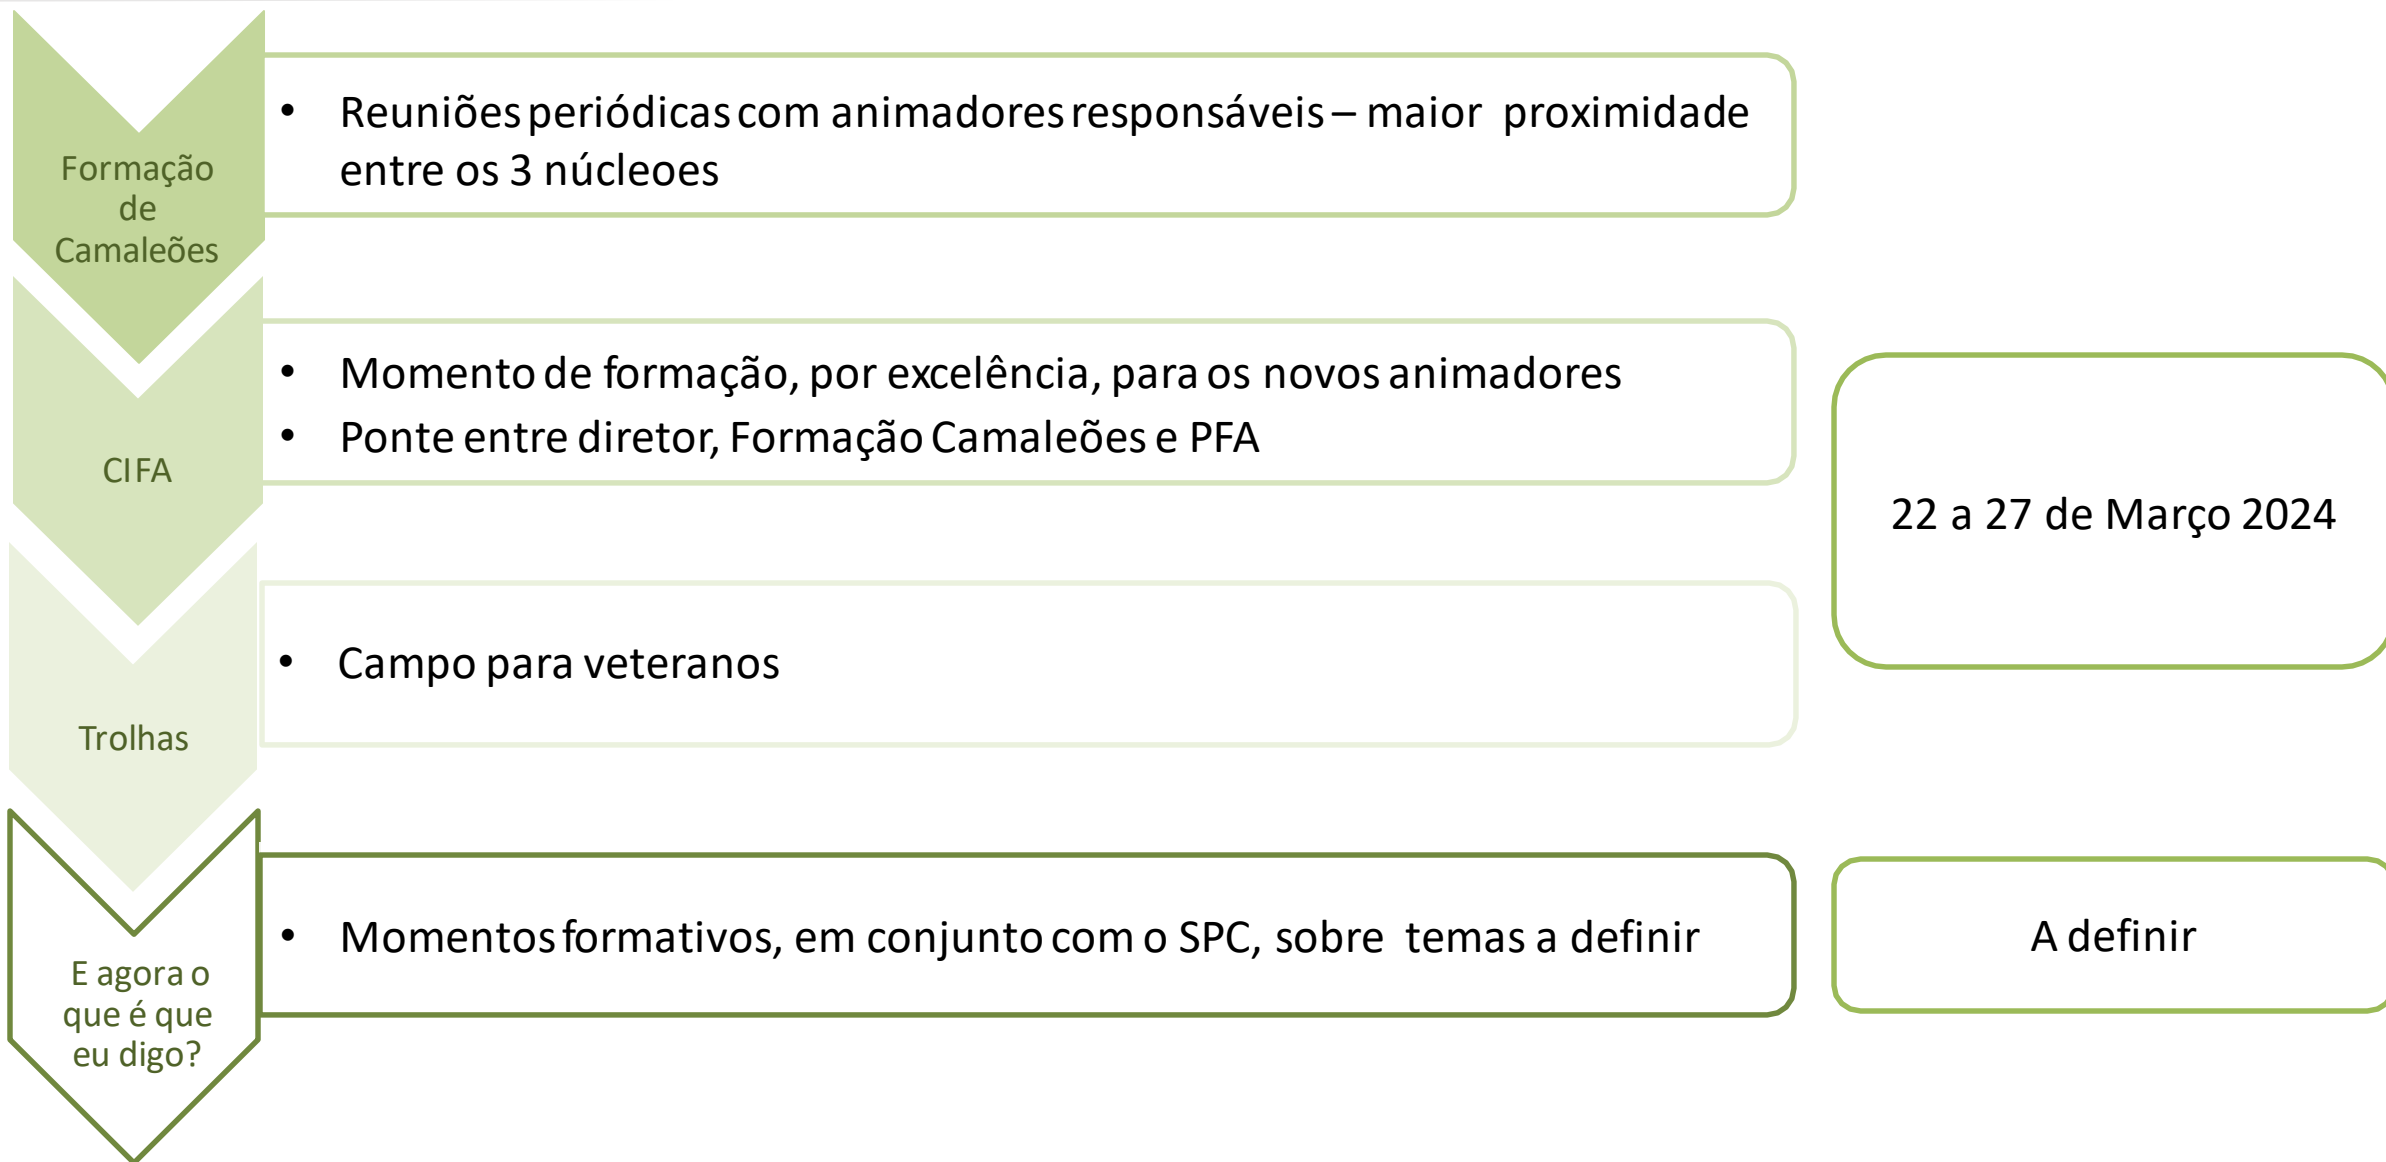 Formação
de
Camaleões
• Reuniões periódicas com animadores responsáveis – maior proximidade
entre os 3 núcleoes
CIFA
• Momento de formação, por excelência, para os novos animadores
• Ponte entre diretor, Formação Camaleões e PFA
22 a 27 de Março 2024
Trolhas
• Campo para veteranos
E agora o
que é que
eu digo?
• Momentos formativos, em conjunto com o SPC, sobre temas a definir
A definir